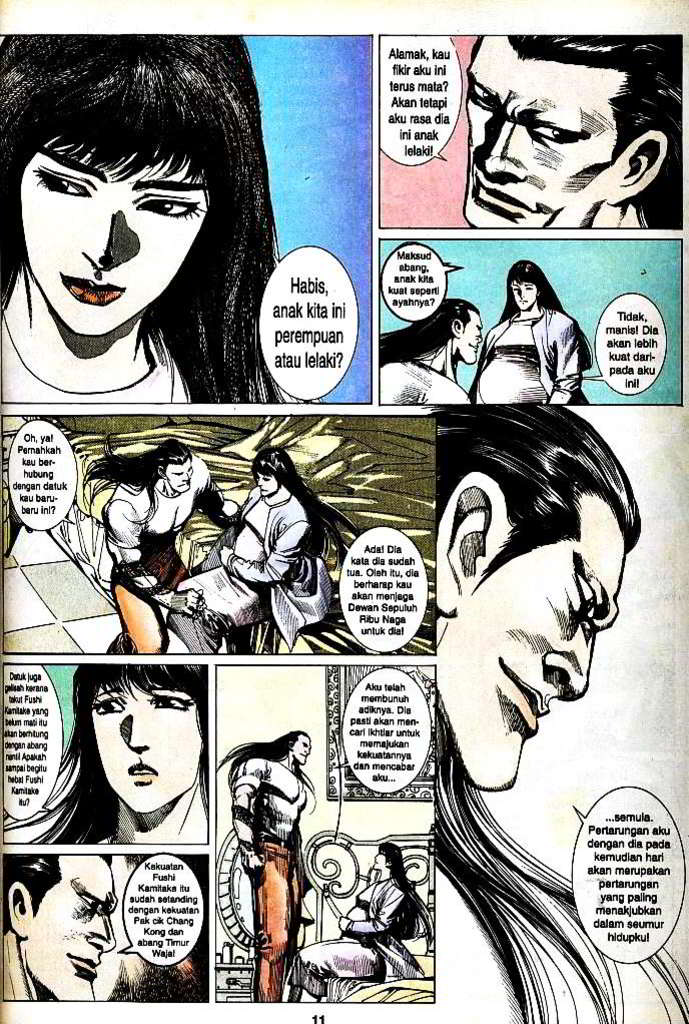 Habis,
anak kita ini
perempuan
atau lelaki?
Alamak, kau
fikir aku ini
terus mata?
Akan tetapi
aku rasa dia
ini anak
lelaki!
Maksud
abang,
anak kita
kuat seperti
ayahnya?
Tidak,
manis! Dia
akan lebih
kuat dari-
pada aku
ini!
Oh, ya!
Pernahkah
kau ber-
hubung
dengan datuk
kau baru-
baru ini?
Ada! Dia
kata dia sudah
tua. Oleh itu, dia
berharap kau
akan menjaga
Dewan Sepuluh
Ribu Naga
untuk dia!
Datuk juga
gelisah kerana
takut Fushi
Kamitake yang
belum mati itu
akan berhitung
dengan abang
nanti! Apakah
sampai begitu
hebat Fushi
Kamitake
itu?
Kekuatan
Fushi
Kamitake itu
sudah setanding
dengan kekuatan
Pak cik Chang
Kong dan
abang Timur
Waja!
Aku telah
membunuh
adiknya. Dia
pasti akan men-
cari ikhtiar untuk
memajukan
kekuatannya
dan mencabar
aku...
...semula.
Pertarungan aku
dengan dia pada
kemudian hari
akan merupakan
pertarungan
yang paling
menakjubkan
dalam seumur
hidupku!
11